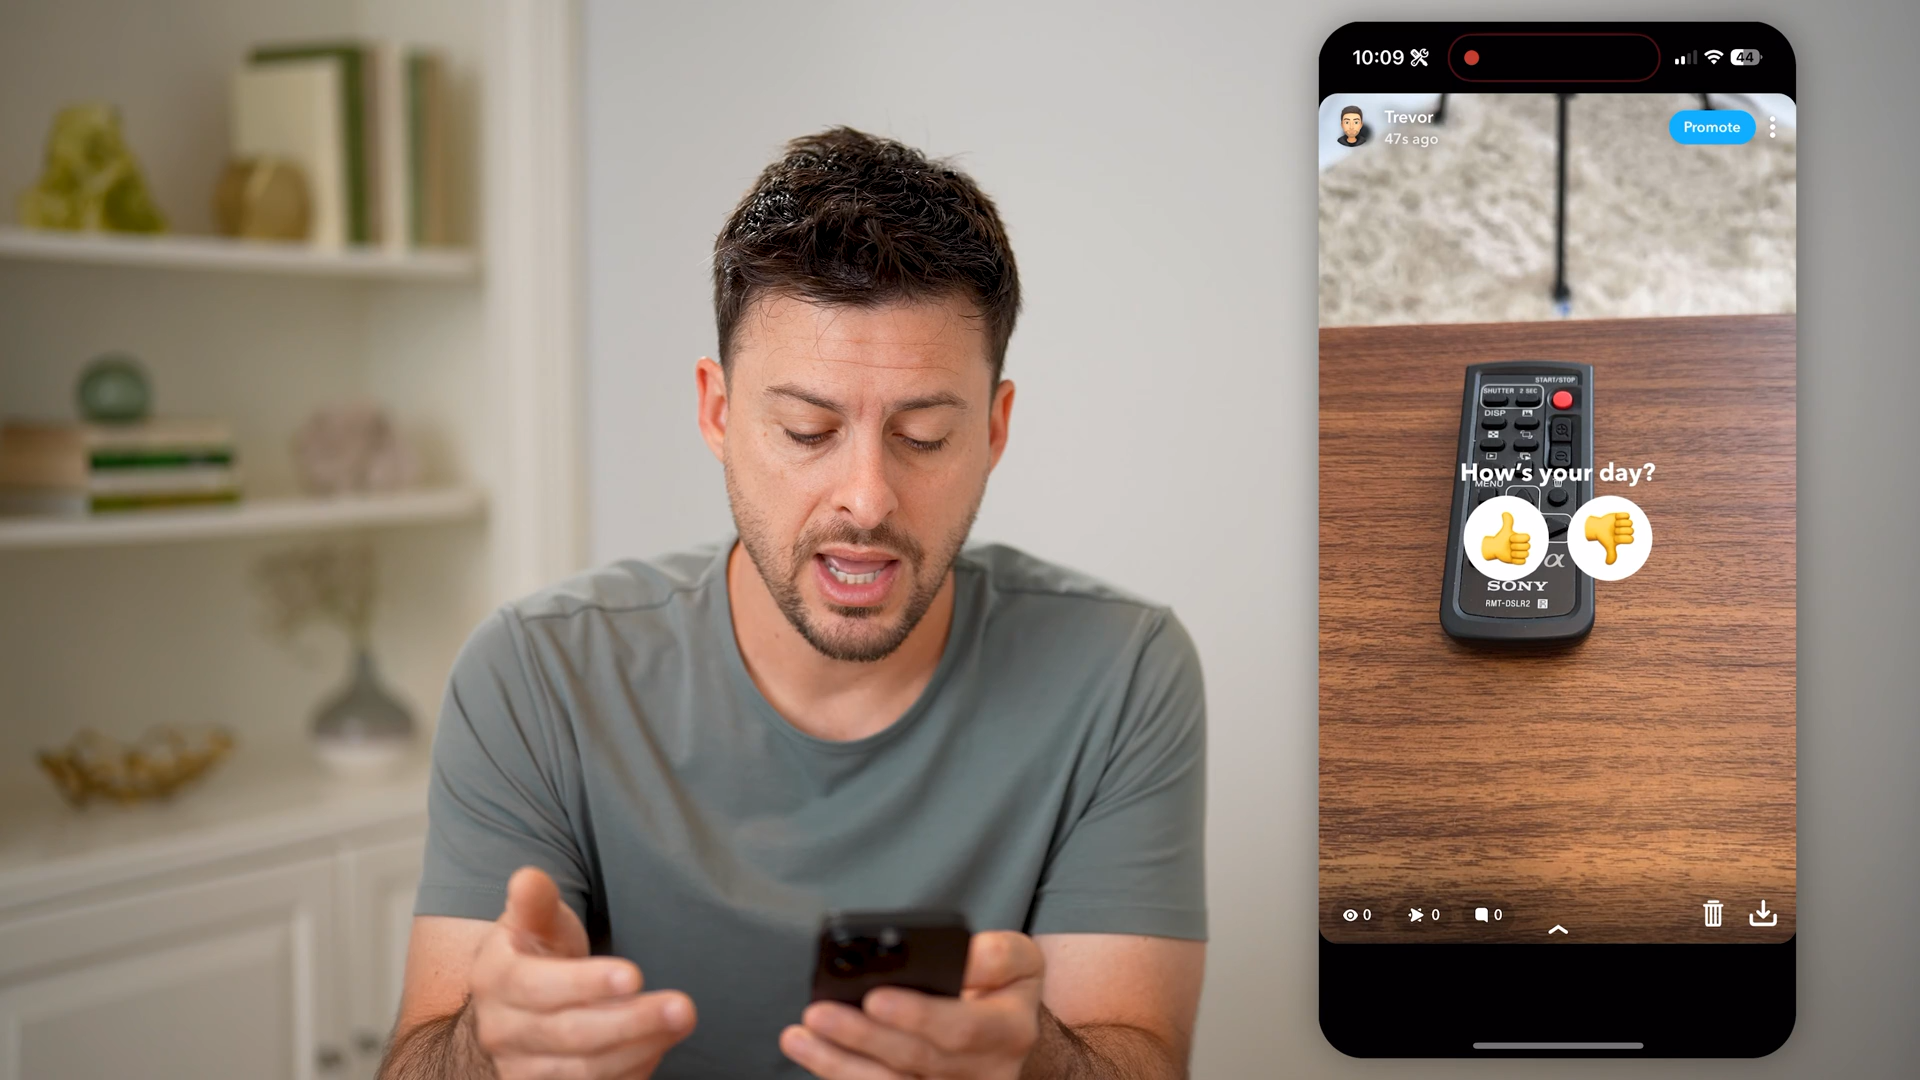 10:09
44
Trevor
47s ago
Promote
START/STOP
SHUTTER 2 SEC
DISP
How's your day?
MENU
α
SONY
RMT-DSLR2
0
0
0